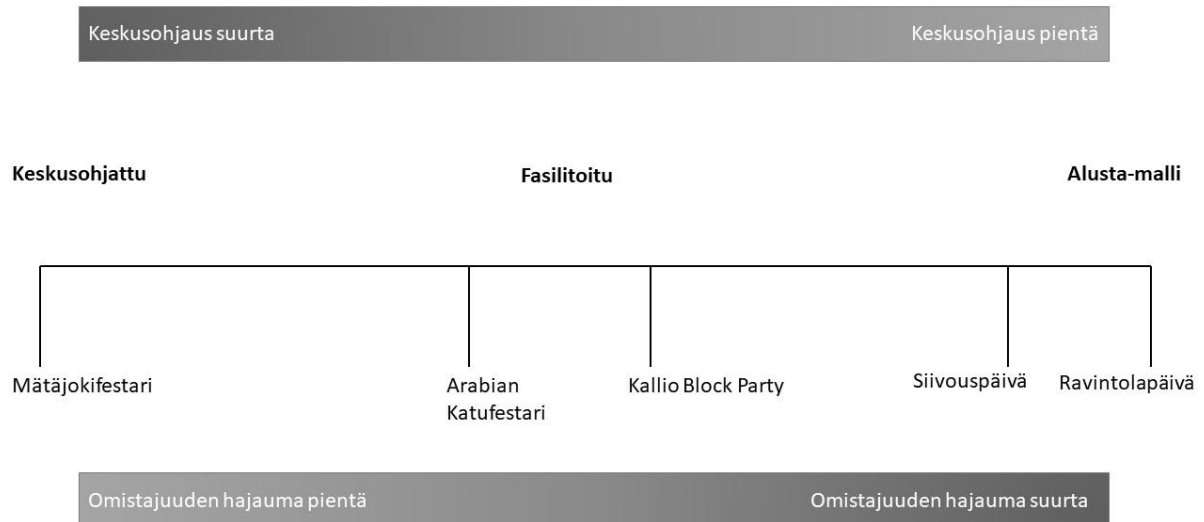 Keskusohjaus suurta
Keskusohjaus pientä
Keskusohjattu
Fasilitoitu
Alusta-malli
Mätäjokifestari
Arabian
Katufestari
Kallio Block Party
Siivouspäivä
Ravintolapäivä
Omistajuuden hajauma pientä
Omistajuuden hajauma suurta